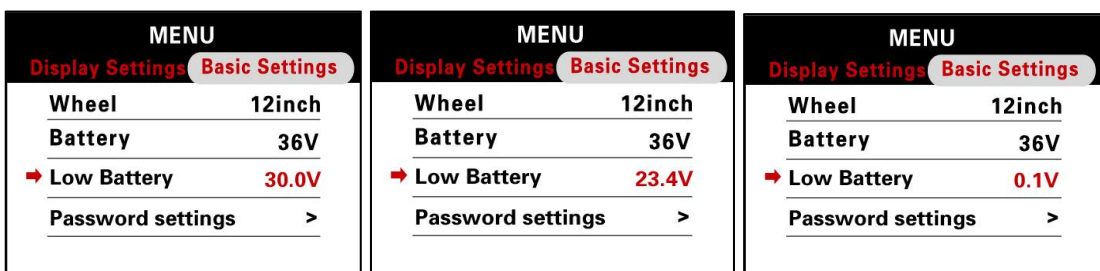 MENU
Display Settings Basic Settings
Wheel 12inch
Battery 36V
Low Battery 30.0V
Password settings >
MENU
Display Settings Basic Settings
Wheel 12inch
Battery 36V
Low Battery 23.4V
Password settings >
MENU
Display Settings Basic Settings
Wheel 12inch
Battery 36V
Low Battery 0.1V
Password settings >